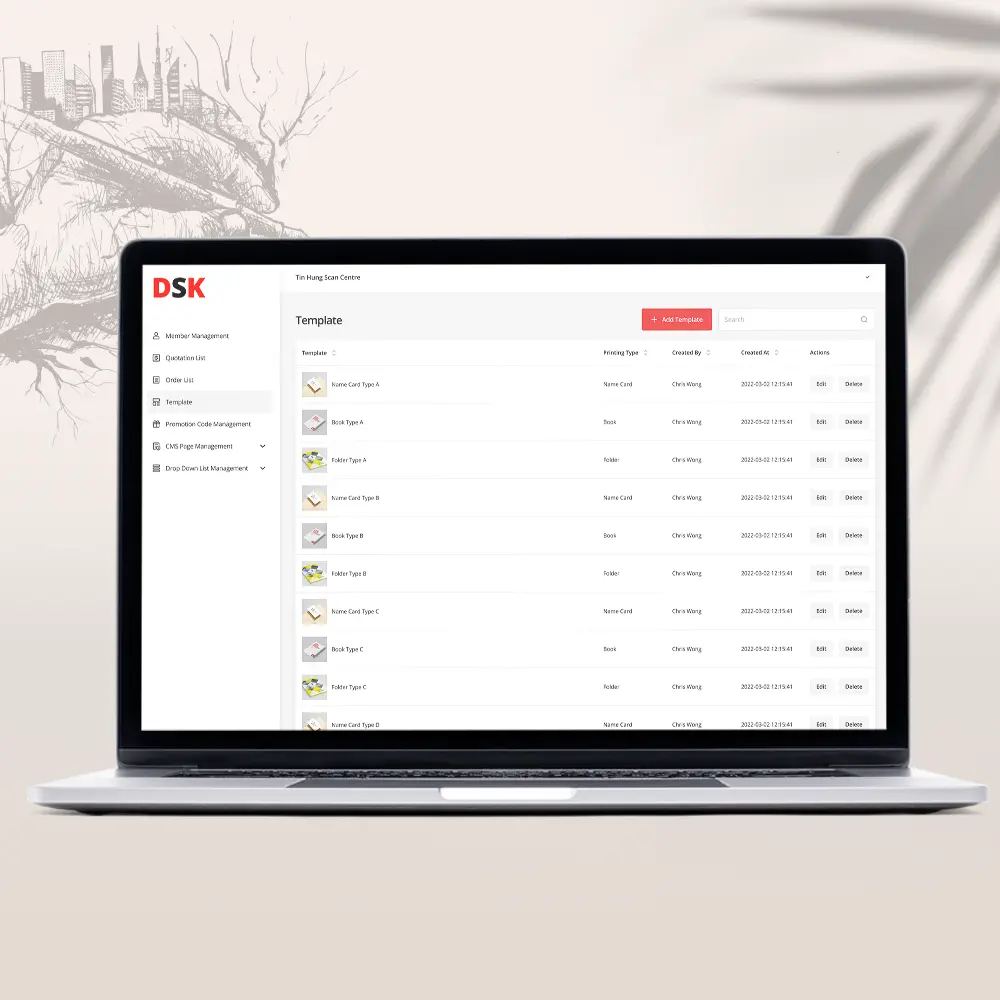 DSK
Tin Hung Scan Centre
Member Management
Quotation List
Order List
Template
Promotion Code Management
CMS Page Management
Drop Down List Management
Template
+ Add Template
Search
Template Printing Type Created By Created At Actions
Name Card Type A Name Card Chris Wong 2022-03-02 12:15:41 Edit Delete
Book Type A Book Chris Wong 2022-03-02 12:15:41 Edit Delete
Folder Type A Folder Chris Wong 2022-03-02 12:15:41 Edit Delete
Name Card Type B Name Card Chris Wong 2022-03-02 12:15:41 Edit Delete
Book Type B Book Chris Wong 2022-03-02 12:15:41 Edit Delete
Folder Type B Folder Chris Wong 2022-03-02 12:15:41 Edit Delete
Name Card Type C Name Card Chris Wong 2022-03-02 12:15:41 Edit Delete
Book Type C Book Chris Wong 2022-03-02 12:15:41 Edit Delete
Folder Type C Folder Chris Wong 2022-03-02 12:15:41 Edit Delete
Name Card Type D Name Card Chris Wong 2022-03-02 12:15:41 Edit Delete